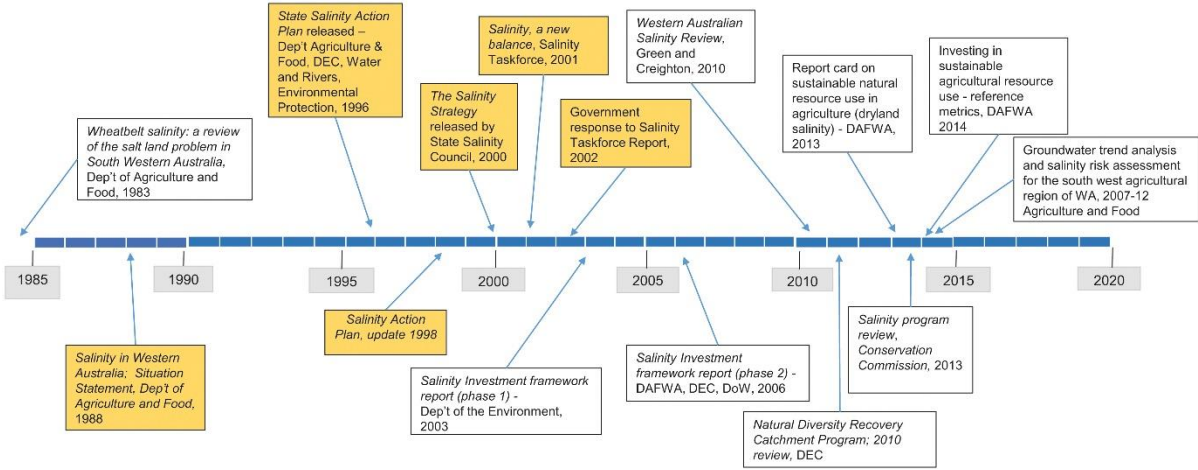 Wheatbelt salinity: a review
of the salt land problem in
South Western Australia,
Dep't of Agriculture and
Food, 1983
State Salinity Action
Plan released –
Dep't Agriculture &
Food, DEC, Water
and Rivers,
Environmental
Protection, 1996
The Salinity
Strategy
released by
State Salinity
Council, 2000
Salinity, a new
balance, Salinity
Taskforce, 2001
Government
response to Salinity
Taskforce Report,
2002
Western Australian
Salinity Review,
Green and
Creighton, 2010
Report card on
sustainable natural
resource use in
agriculture (dryland
salinity) - DAFWA,
2013
Investing in
sustainable
agricultural resource
use - reference
metrics, DAFWA
2014
Groundwater trend analysis
and salinity risk assessment
for the south west agricultural
region of WA, 2007-12
Agriculture and Food
1985
1990
1995
2000
2005
2010
2015
2020
Salinity in Western
Australia; Situation
Statement, Dep't of
Agriculture and Food,
1988
Salinity Action
Plan, update 1998
Salinity Investment framework
report (phase 1) -
Dep't of the Environment,
2003
Salinity Investment
framework report (phase 2) -
DAFWA, DEC, DoW, 2006
Natural Diversity Recovery
Catchment Program; 2010
review, DEC
Salinity program
review,
Conservation
Commission, 2013